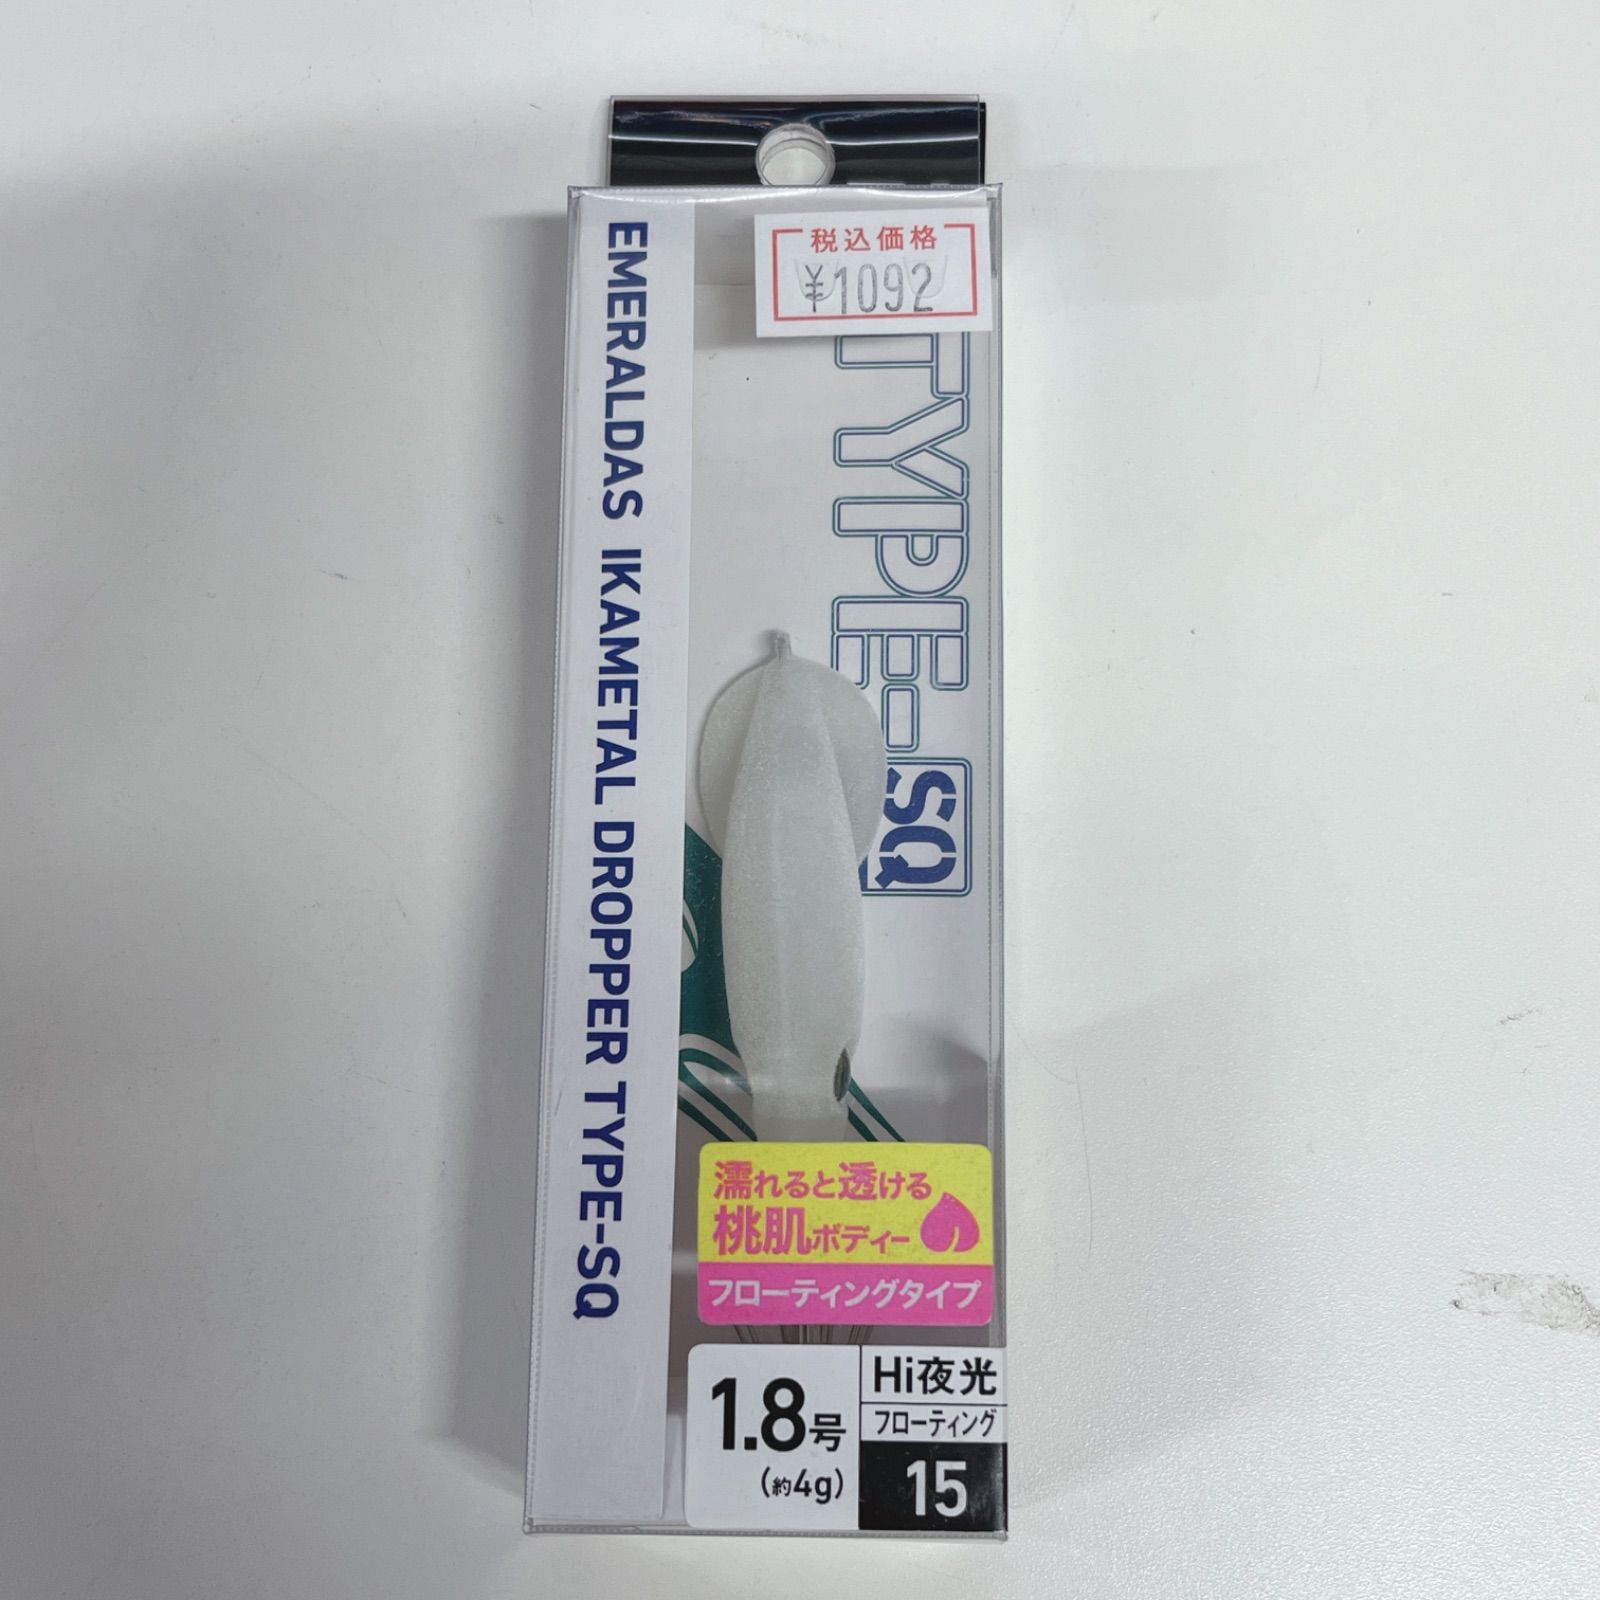 税込価格
¥1092
EMERALDAS IKAMETAL DROPPER TYPE-SQ
TYPE-SQ
濡れると透ける
桃肌ボディー
フローティングタイプ
1.8号
(約4g)
Hi夜光
フローティング
15